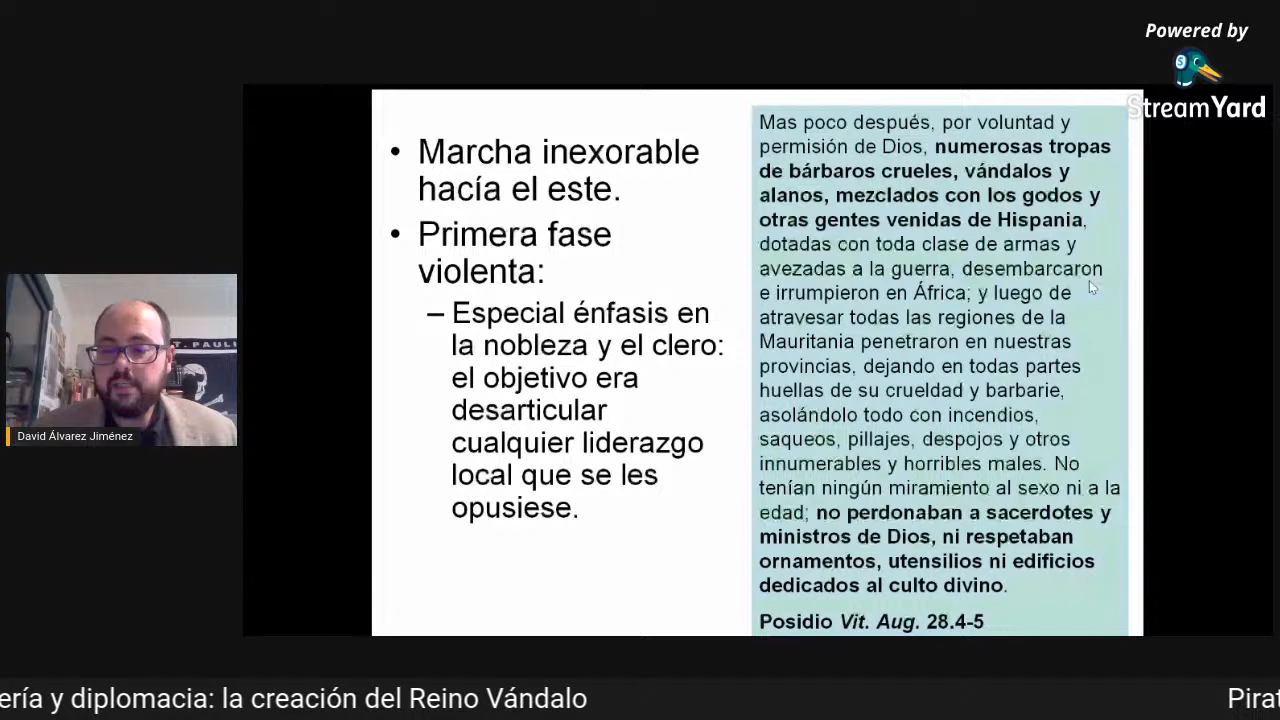 Powered by
StreamYard
• Marcha inexorable
hacía el este.
• Primera fase
violenta:
– Especial énfasis en
la nobleza y el clero:
el objetivo era
desarticular
cualquier liderazgo
local que se les
opusiese.
Mas poco después, por voluntad y
permisión de Dios, numerosas tropas
de bárbaros crueles, vándalos y
alanos, mezclados con los godos y
otras gentes venidas de Hispania,
dotadas con toda clase de armas y
avezadas a la guerra, desembarcaron
e irrumpieron en África; y luego de
atravesar todas las regiones de la
Mauritania penetraron en nuestras
provincias, dejando en todas partes
huellas de su crueldad y barbarie,
asolándolo todo con incendios,
saqueos, pillajes, despojos y otros
innumerables y horribles males. No
tenían ningún miramiento al sexo ni a la
edad; no perdonaban a sacerdotes y
ministros de Dios, ni respetaban
ornamentos, utensilios ni edificios
dedicados al culto divino.
Posidio Vit. Aug. 28.4-5
T. PAULI
David Álvarez Jiménez
ería y diplomacia: la creación del Reino Vándalo
Pirat